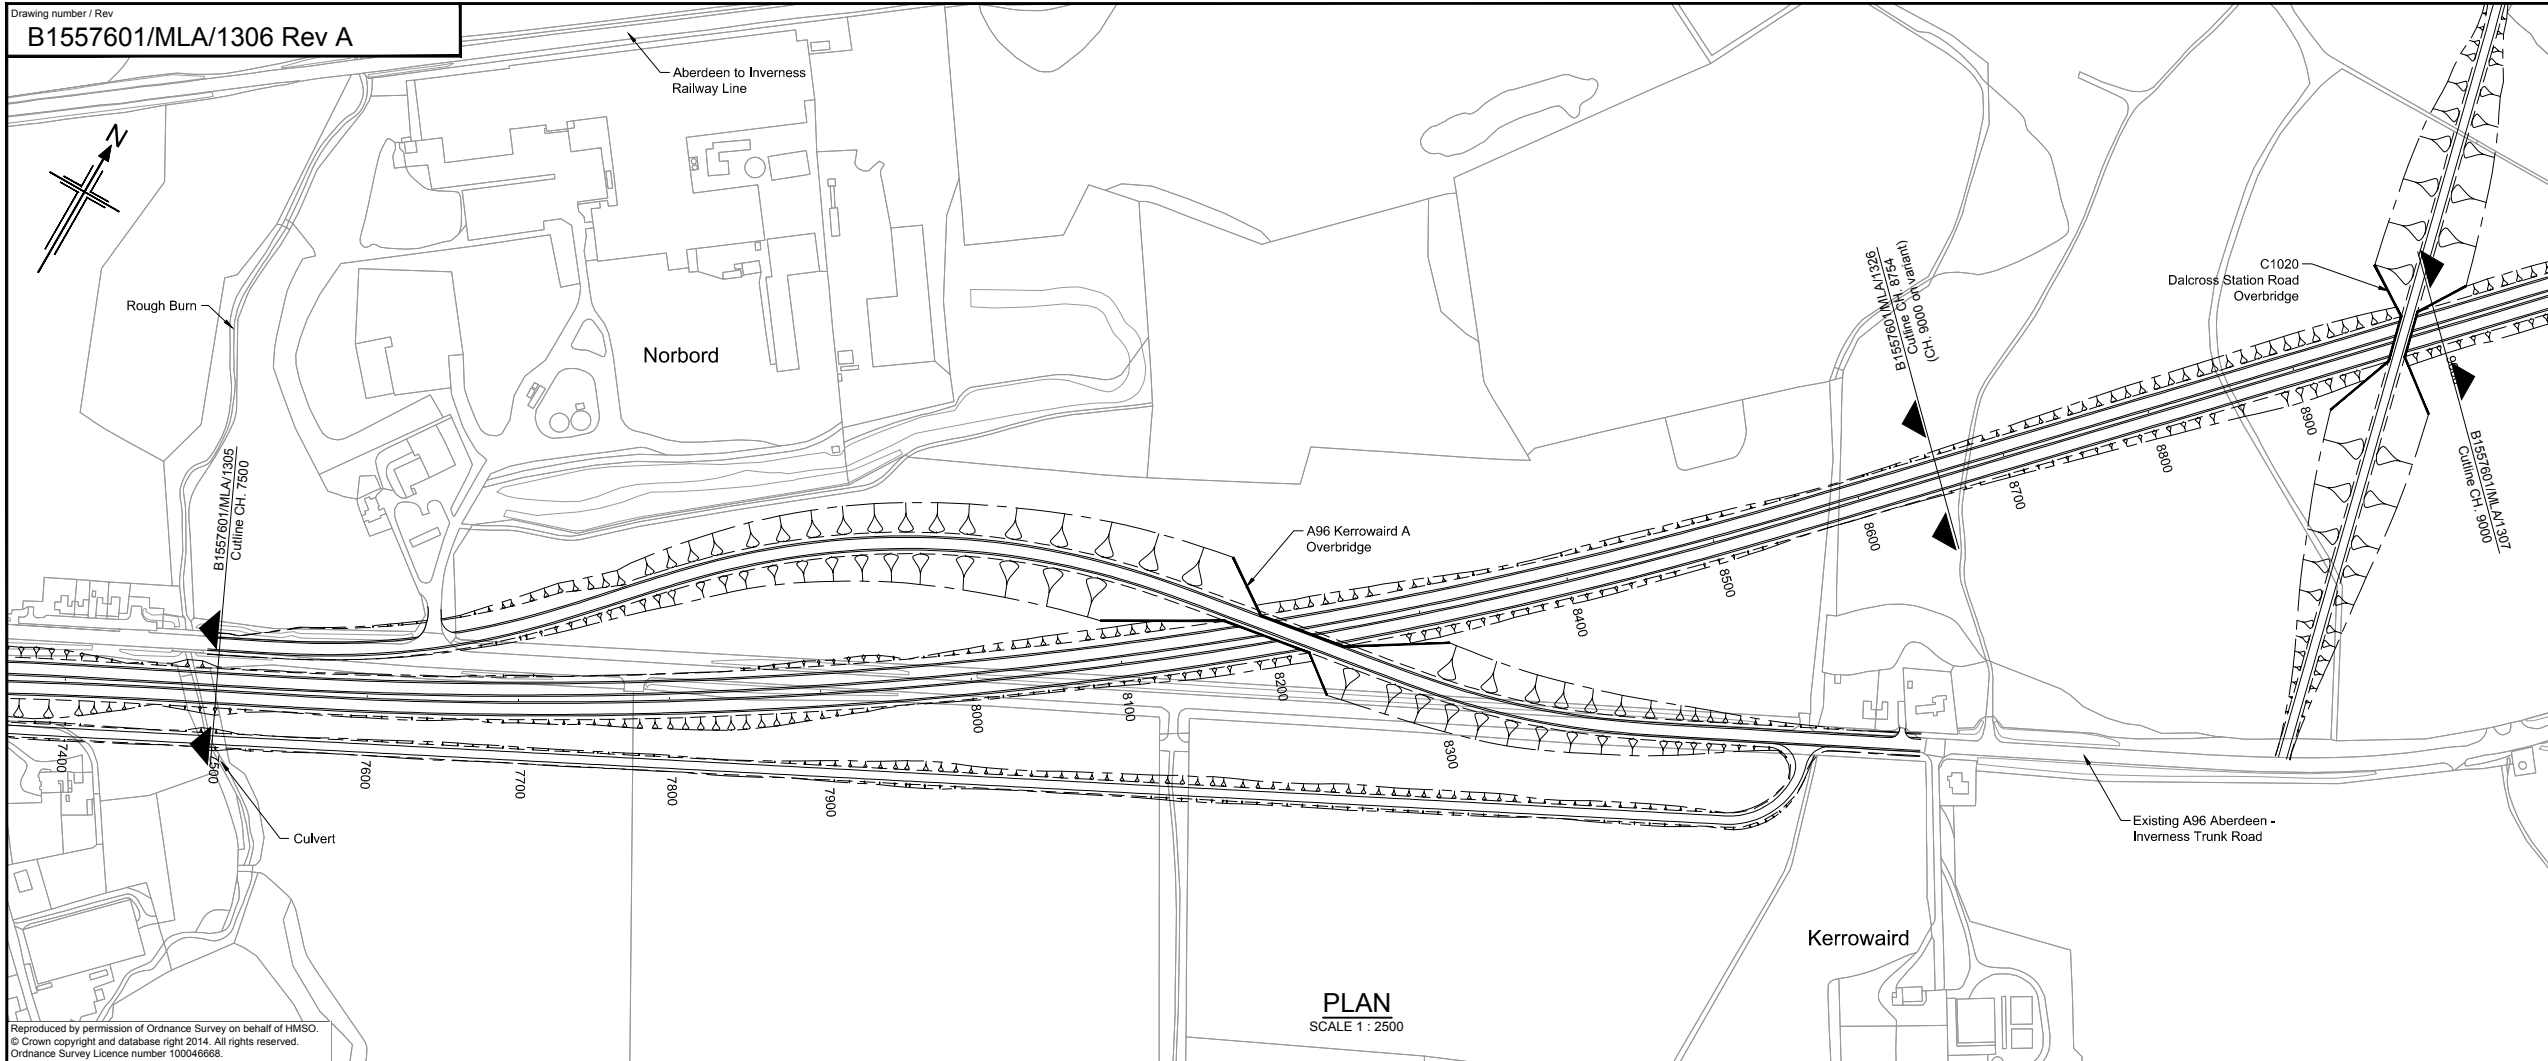 Drawing number / Rev
B1557601/MLA/1306 Rev A
Aberdeen to Inverness
Railway Line
N
Rough Burn
Norbord
B1557601/MLA/1326
Cutline CH. 8754
(CH. 9000 on variant)
C1020
Dalcross Station Road
Overbridge
B1557601/MLA/1305
Cutline CH. 7500
A96 Kerrowaird A
Overbridge
B1557601/MLA/1307
Cutline CH. 9000
7400
7500
7600
7700
7800
7900
8000
8100
8200
8300
8400
8500
8600
8700
8800
8900
9000
Culvert
Existing A96 Aberdeen -
Inverness Trunk Road
Kerrowaird
PLAN
SCALE 1 : 2500
Reproduced by permission of Ordnance Survey on behalf of HMSO.
© Crown copyright and database right 2014. All rights reserved.
Ordnance Survey Licence number 100046668.